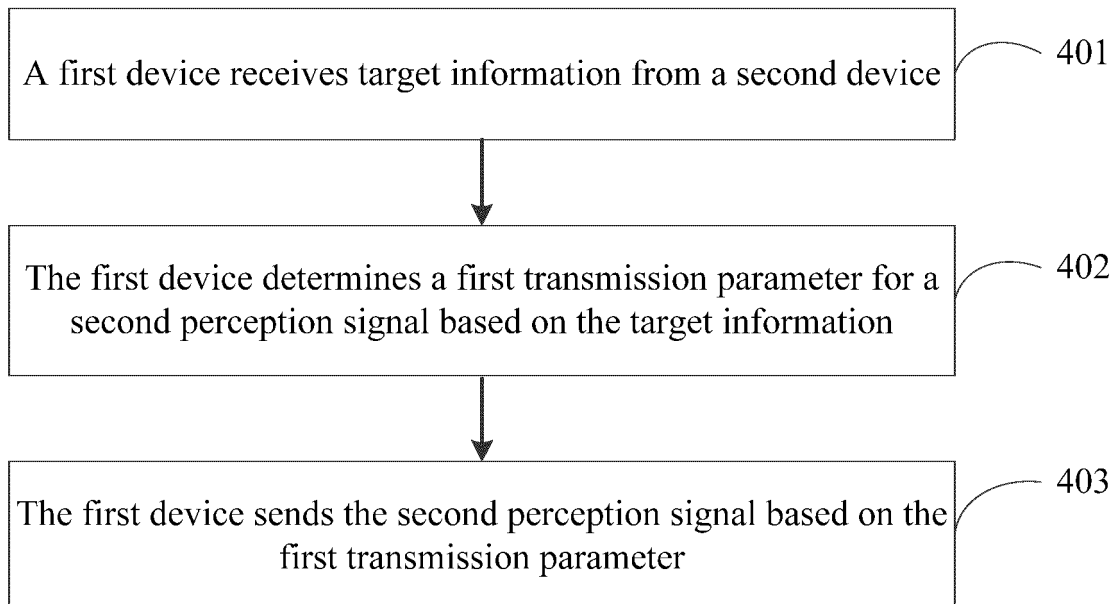 A first device receives target information from a second device
401
The first device determines a first transmission parameter for a
second perception signal based on the target information
402
The first device sends the second perception signal based on the
first transmission parameter
403